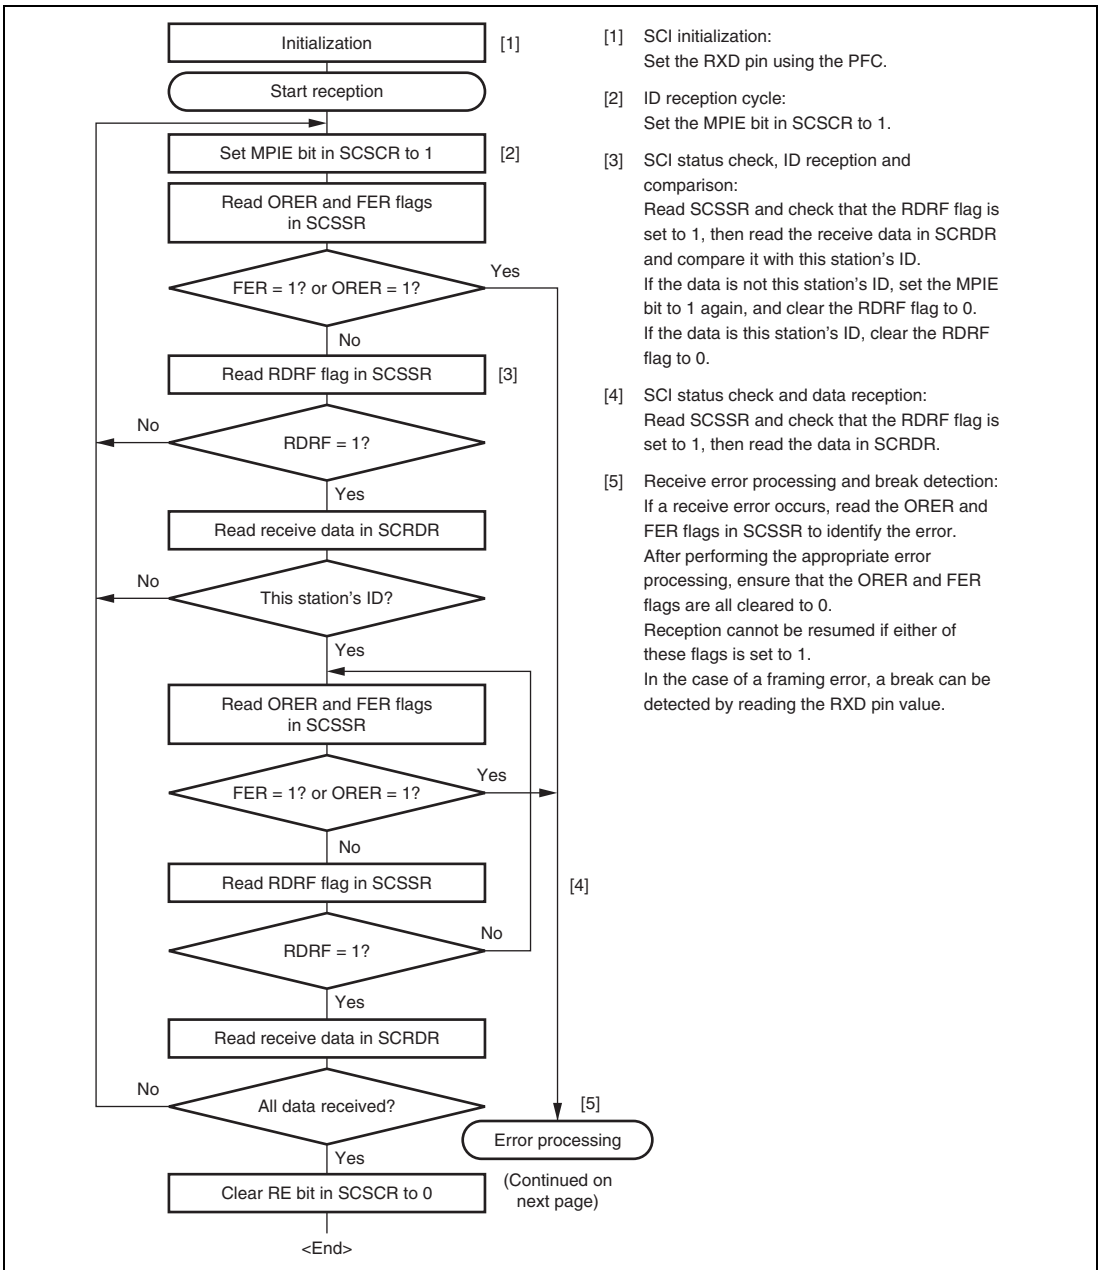 Initialization
[1]
Start reception
Set MPIE bit in SCSCR to 1
[2]
Read ORER and FER flags
in SCSSR
FER = 1? or ORER = 1?
Yes
No
Read RDRF flag in SCSSR
[3]
No
RDRF = 1?
Yes
Read receive data in SCRDR
No
This station's ID?
Yes
Read ORER and FER flags
in SCSSR
FER = 1? or ORER = 1?
Yes
No
Read RDRF flag in SCSSR
[4]
RDRF = 1?
No
Yes
Read receive data in SCRDR
No
All data received?
[5]
Error processing
Yes
(Continued on
next page)
Clear RE bit in SCSCR to 0
<End>
[1] SCI initialization:
Set the RXD pin using the PFC.
[2] ID reception cycle:
Set the MPIE bit in SCSCR to 1.
[3] SCI status check, ID reception and
comparison:
Read SCSSR and check that the RDRF flag is
set to 1, then read the receive data in SCRDR
and compare it with this station's ID.
If the data is not this station's ID, set the MPIE
bit to 1 again, and clear the RDRF flag to 0.
If the data is this station's ID, clear the RDRF
flag to 0.
[4] SCI status check and data reception:
Read SCSSR and check that the RDRF flag is
set to 1, then read the data in SCRDR.
[5] Receive error processing and break detection:
If a receive error occurs, read the ORER and
FER flags in SCSSR to identify the error.
After performing the appropriate error
processing, ensure that the ORER and FER
flags are all cleared to 0.
Reception cannot be resumed if either of
these flags is set to 1.
In the case of a framing error, a break can be
detected by reading the RXD pin value.